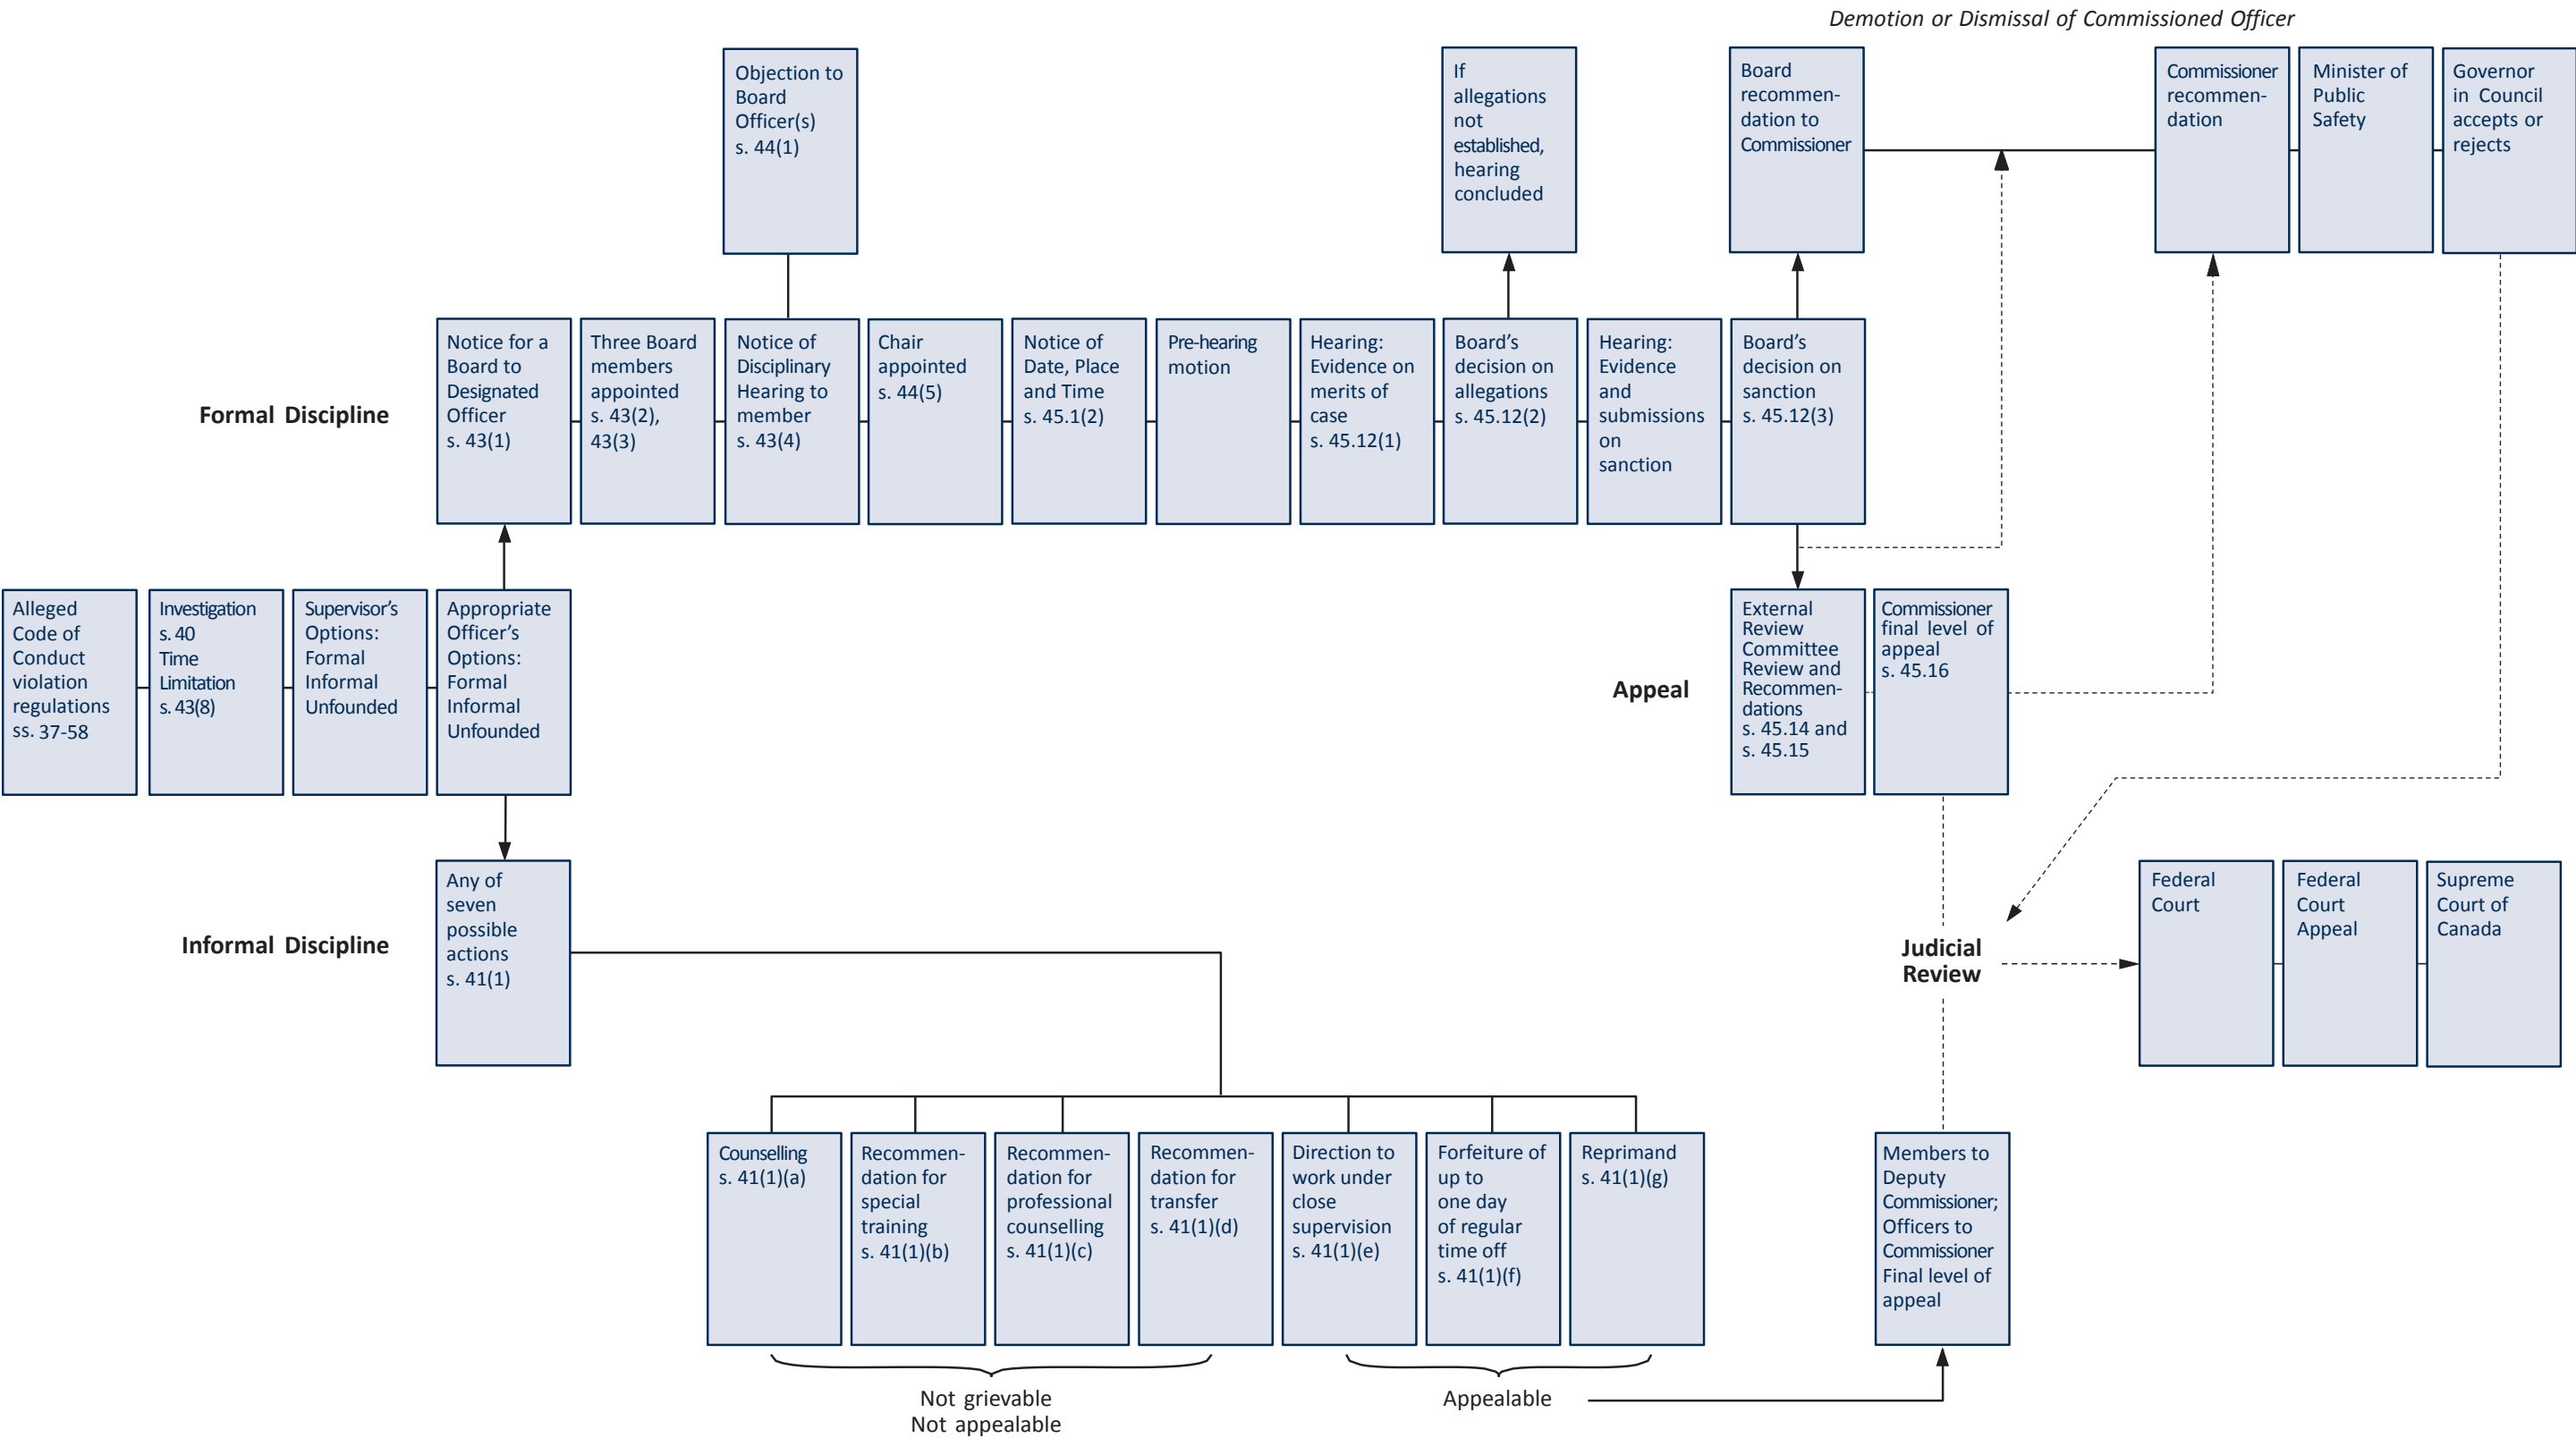 Demotion or Dismissal of Commissioned Officer
Objection to
Board
Officer(s)
s. 44(1)
If
allegations
not
established,
hearing
concluded
Board
recommen-
dation to
Commissioner
Commissioner
recommen-
dation
Minister of
Public
Safety
Governor
in Council
accepts or
rejects
Formal Discipline
Notice for a
Board to
Designated
Officer
s. 43(1)
Three Board
members
appointed
s. 43(2),
43(3)
Notice of
Disciplinary
Hearing to
member
s. 43(4)
Chair
appointed
s. 44(5)
Notice of
Date, Place
and Time
s. 45.1(2)
Pre-hearing
motion
Hearing:
Evidence on
merits of
case
s. 45.12(1)
Board's
decision on
allegations
s. 45.12(2)
Hearing:
Evidence
and
submissions
on
sanction
Board's
decision on
sanction
s. 45.12(3)
Alleged
Code of
Conduct
violation
regulations
ss. 37-58
Investigation
s. 40
Time
Limitation
s. 43(8)
Supervisor's
Options:
Formal
Informal
Unfounded
Appropriate
Officer's
Options:
Formal
Informal
Unfounded
Appeal
External
Review
Committee
Review and
Recommen-
dations
s. 45.14 and
s. 45.15
Commissioner
final level of
appeal
s. 45.16
Informal Discipline
Any of
seven
possible
actions
s. 41(1)
Judicial
Review
Federal
Court
Federal
Court
Appeal
Supreme
Court of
Canada
Counselling
s. 41(1)(a)
Recommen-
dation for
special
training
s. 41(1)(b)
Recommen-
dation for
professional
counselling
s. 41(1)(c)
Recommen-
dation for
transfer
s. 41(1)(d)
Direction to
work under
close
supervision
s. 41(1)(e)
Forfeiture of
up to
one day
of regular
time off
s. 41(1)(f)
Reprimand
s. 41(1)(g)
Members to
Deputy
Commissioner;
Officers to
Commissioner
Final level of
appeal
Not grievable
Not appealable
Appealable